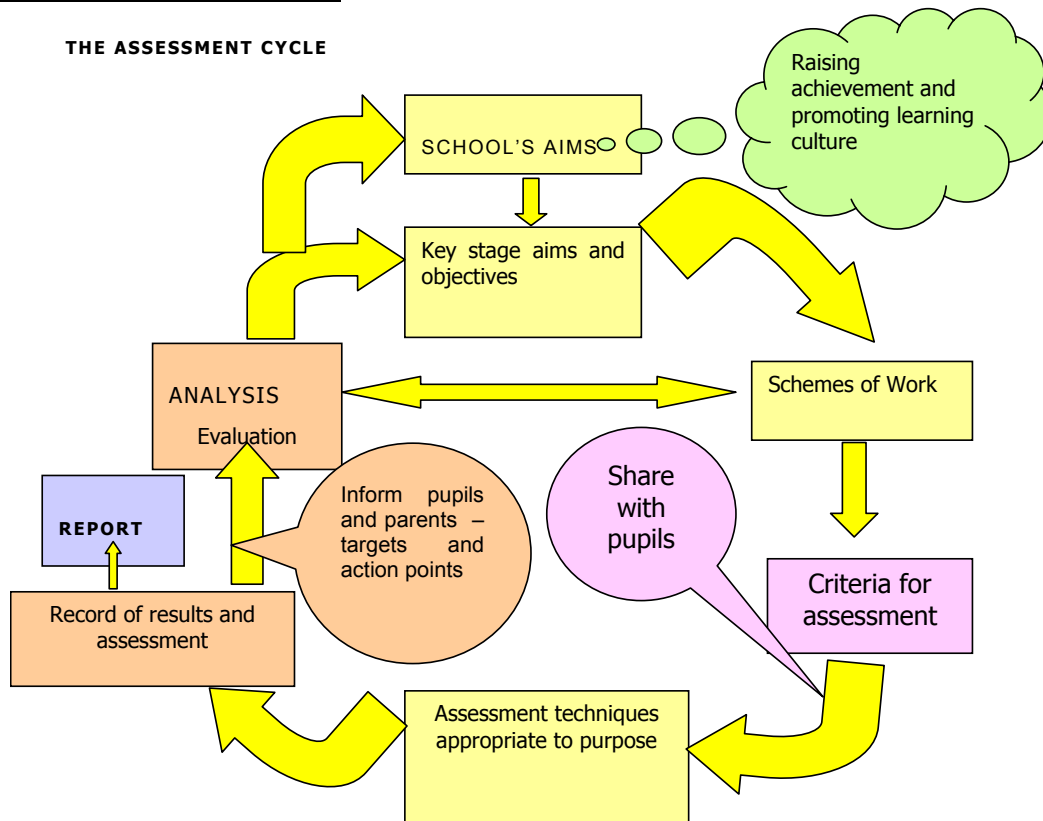 THE ASSESSMENT CYCLE
Raising
achievement and
promoting learning
culture
SCHOOL'S AIMS
Key stage aims and
objectives
ANALYSIS
Evaluation
Schemes of Work
Share
with
pupils
Inform pupils
and parents –
targets and
action points
REPORT
Criteria for
assessment
Record of results and
assessment
Assessment techniques
appropriate to purpose